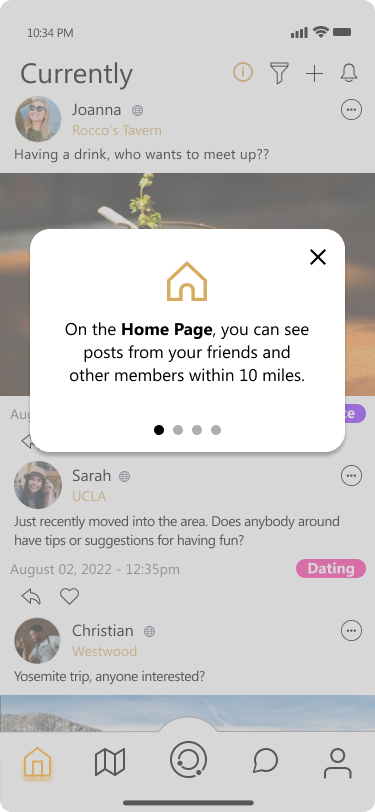 10:34 PM
Currently
Joanna
Rocco's Tavern
Having a drink, who wants to meet up??
On the Home Page, you can see
posts from your friends and
other members within 10 miles.
Sarah
UCLA
Just recently moved into the area. Does anybody around
have tips or suggestions for having fun?
August 02, 2022 - 12:35pm
Dating
Christian
Westwood
Yosemite trip, anyone interested?